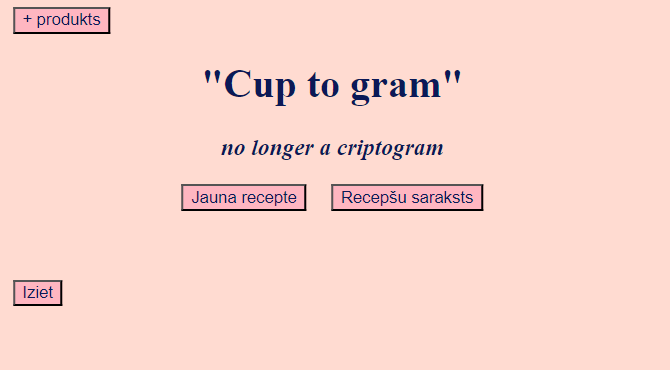 + produkts
"Cup to gram"
no longer a criptogram
Jauna recepte Recepšu saraksts
Iziet